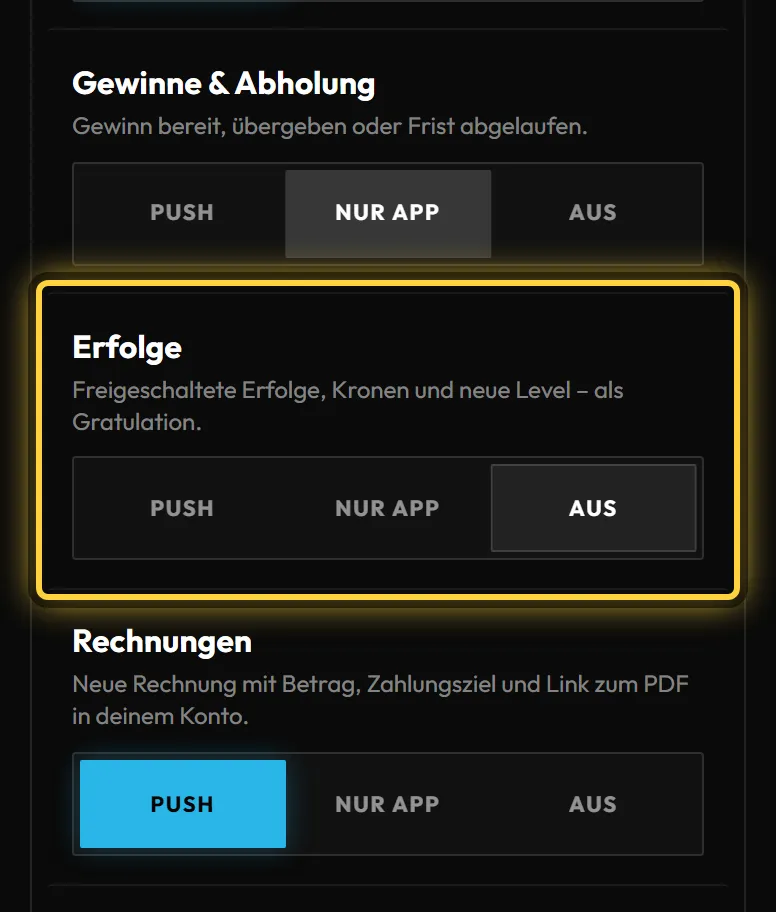 Gewinne & Abholung
Gewinn bereit, übergeben oder Frist abgelaufen.
PUSH NUR APP AUS
Erfolge
Freigeschaltete Erfolge, Kronen und neue Level – als
Gratulation.
PUSH NUR APP AUS
Rechnungen
Neue Rechnung mit Betrag, Zahlungsziel und Link zum PDF
in deinem Konto.
PUSH NUR APP AUS